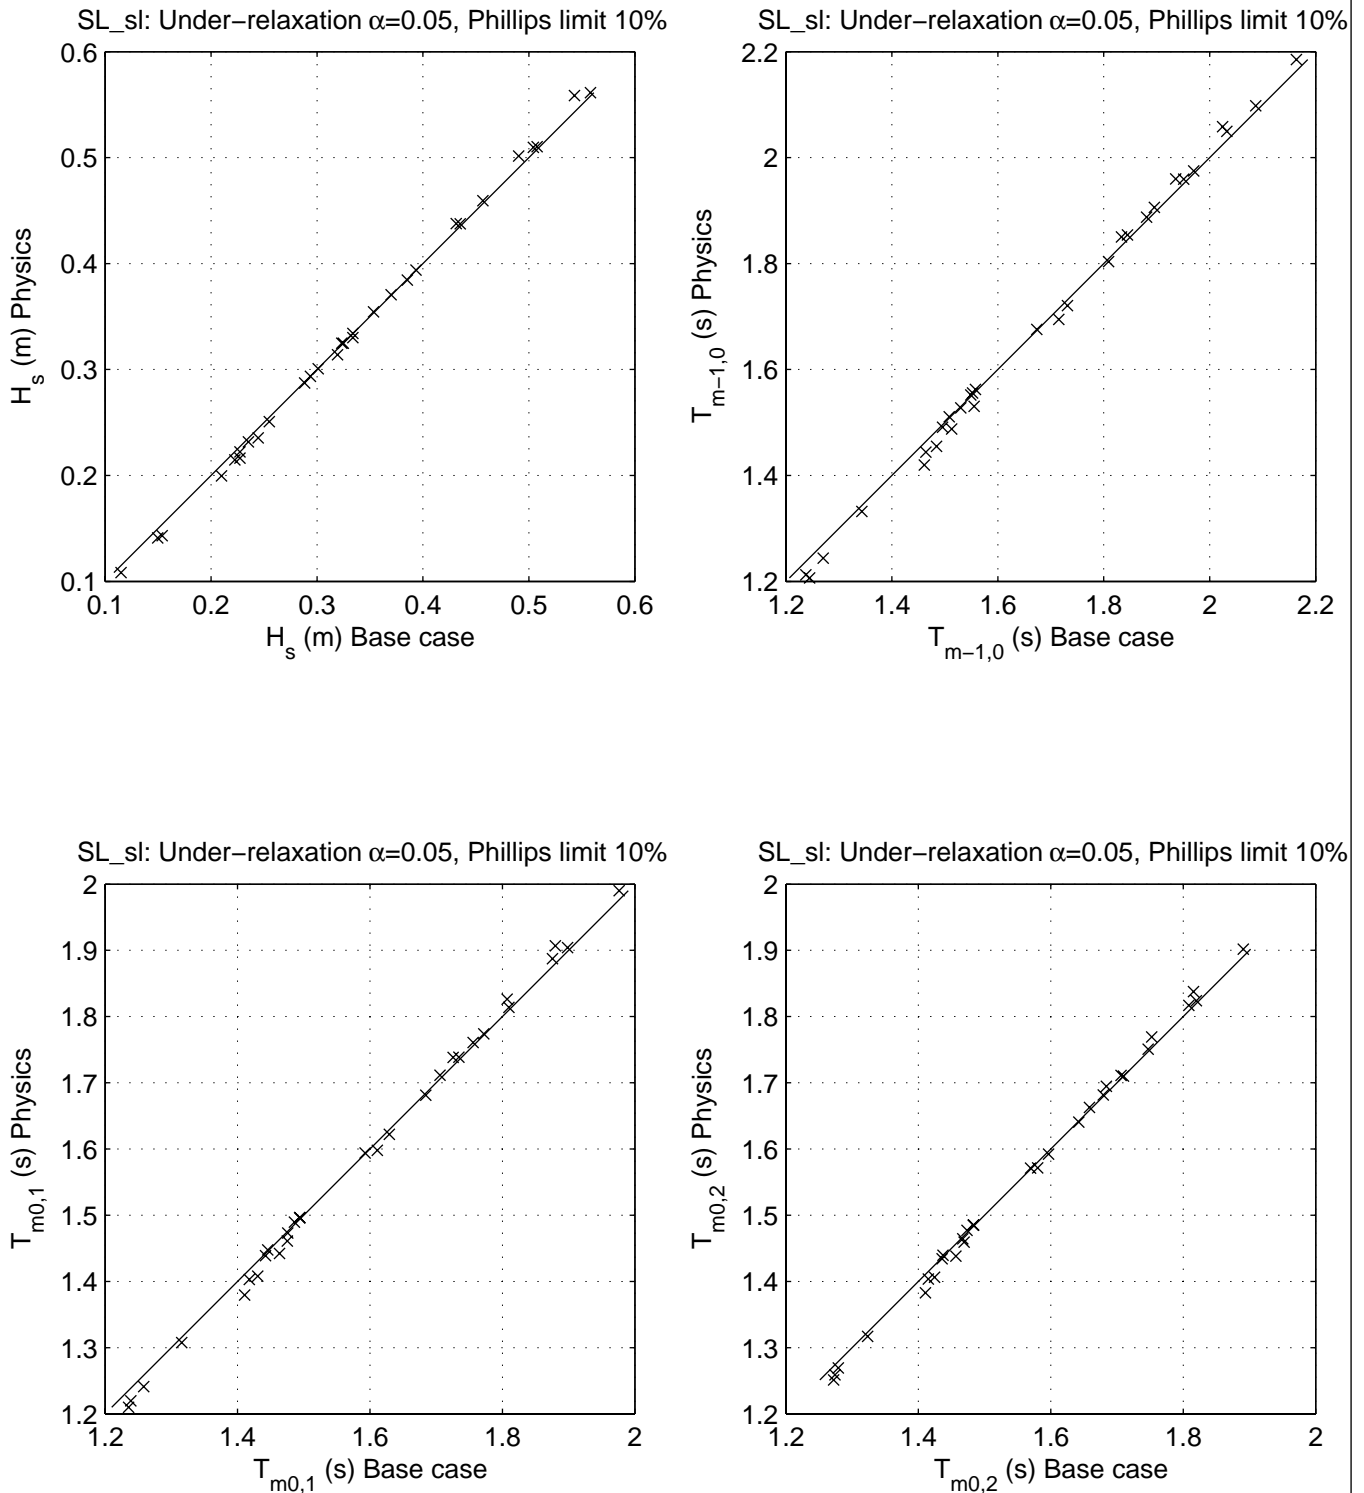 SL_sl: Under−relaxation α=0.05, Phillips limit 10%
0.6
0.5
0.4
0.3
0.2
0.1
H_s (m) Physics
0.1 0.2 0.3 0.4 0.5 0.6
H_s (m) Base case
SL_sl: Under−relaxation α=0.05, Phillips limit 10%
2.2
2
1.8
1.6
1.4
1.2
T_m−1,0 (s) Physics
1.2 1.4 1.6 1.8 2 2.2
T_m−1,0 (s) Base case
SL_sl: Under−relaxation α=0.05, Phillips limit 10%
2
1.9
1.8
1.7
1.6
1.5
1.4
1.3
1.2
T_m0,1 (s) Physics
1.2 1.4 1.6 1.8 2
T_m0,1 (s) Base case
SL_sl: Under−relaxation α=0.05, Phillips limit 10%
2
1.9
1.8
1.7
1.6
1.5
1.4
1.3
1.2
T_m0,2 (s) Physics
1.2 1.4 1.6 1.8 2
T_m0,2 (s) Base case